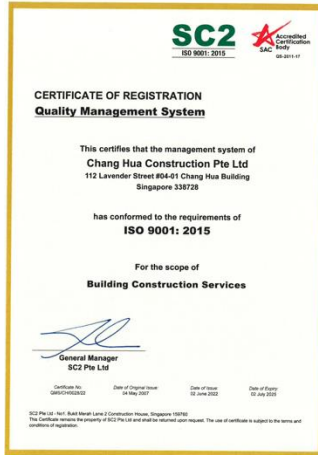 SC2
ISO 9001: 2015
SAC
Accredited
Certification
Body
QS-2011-17
CERTIFICATE OF REGISTRATION
Quality Management System
This certifies that the management system of
Chang Hua Construction Pte Ltd
112 Lavender Street #04-01 Chang Hua Building
Singapore 338728
has conformed to the requirements of
ISO 9001: 2015
For the scope of
Building Construction Services
General Manager
SC2 Pte Ltd
Certificate No. Date of Original Issue Date of Issue Date of Expiry
04 May 2007 02 June 2022 02 July 2025
SC2 Pte Ltd - No1, Bukit Merah Lane 2 Construction House, Singapore 159760
This Certificate remains the property of SC2 Pte Ltd and shall be returned upon request. The use of certificate is subject to the terms and
conditions of registration.